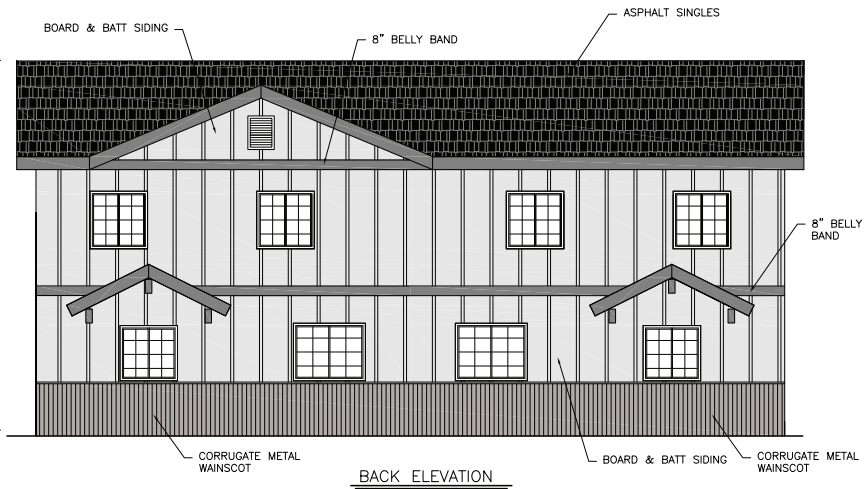 ASPHALT SINGLES
BOARD & BATT SIDING
8" BELLY BAND
8" BELLY
BAND
CORRUGATE METAL
WAINSCOT
BOARD & BATT SIDING
CORRUGATE METAL
WAINSCOT
BACK ELEVATION